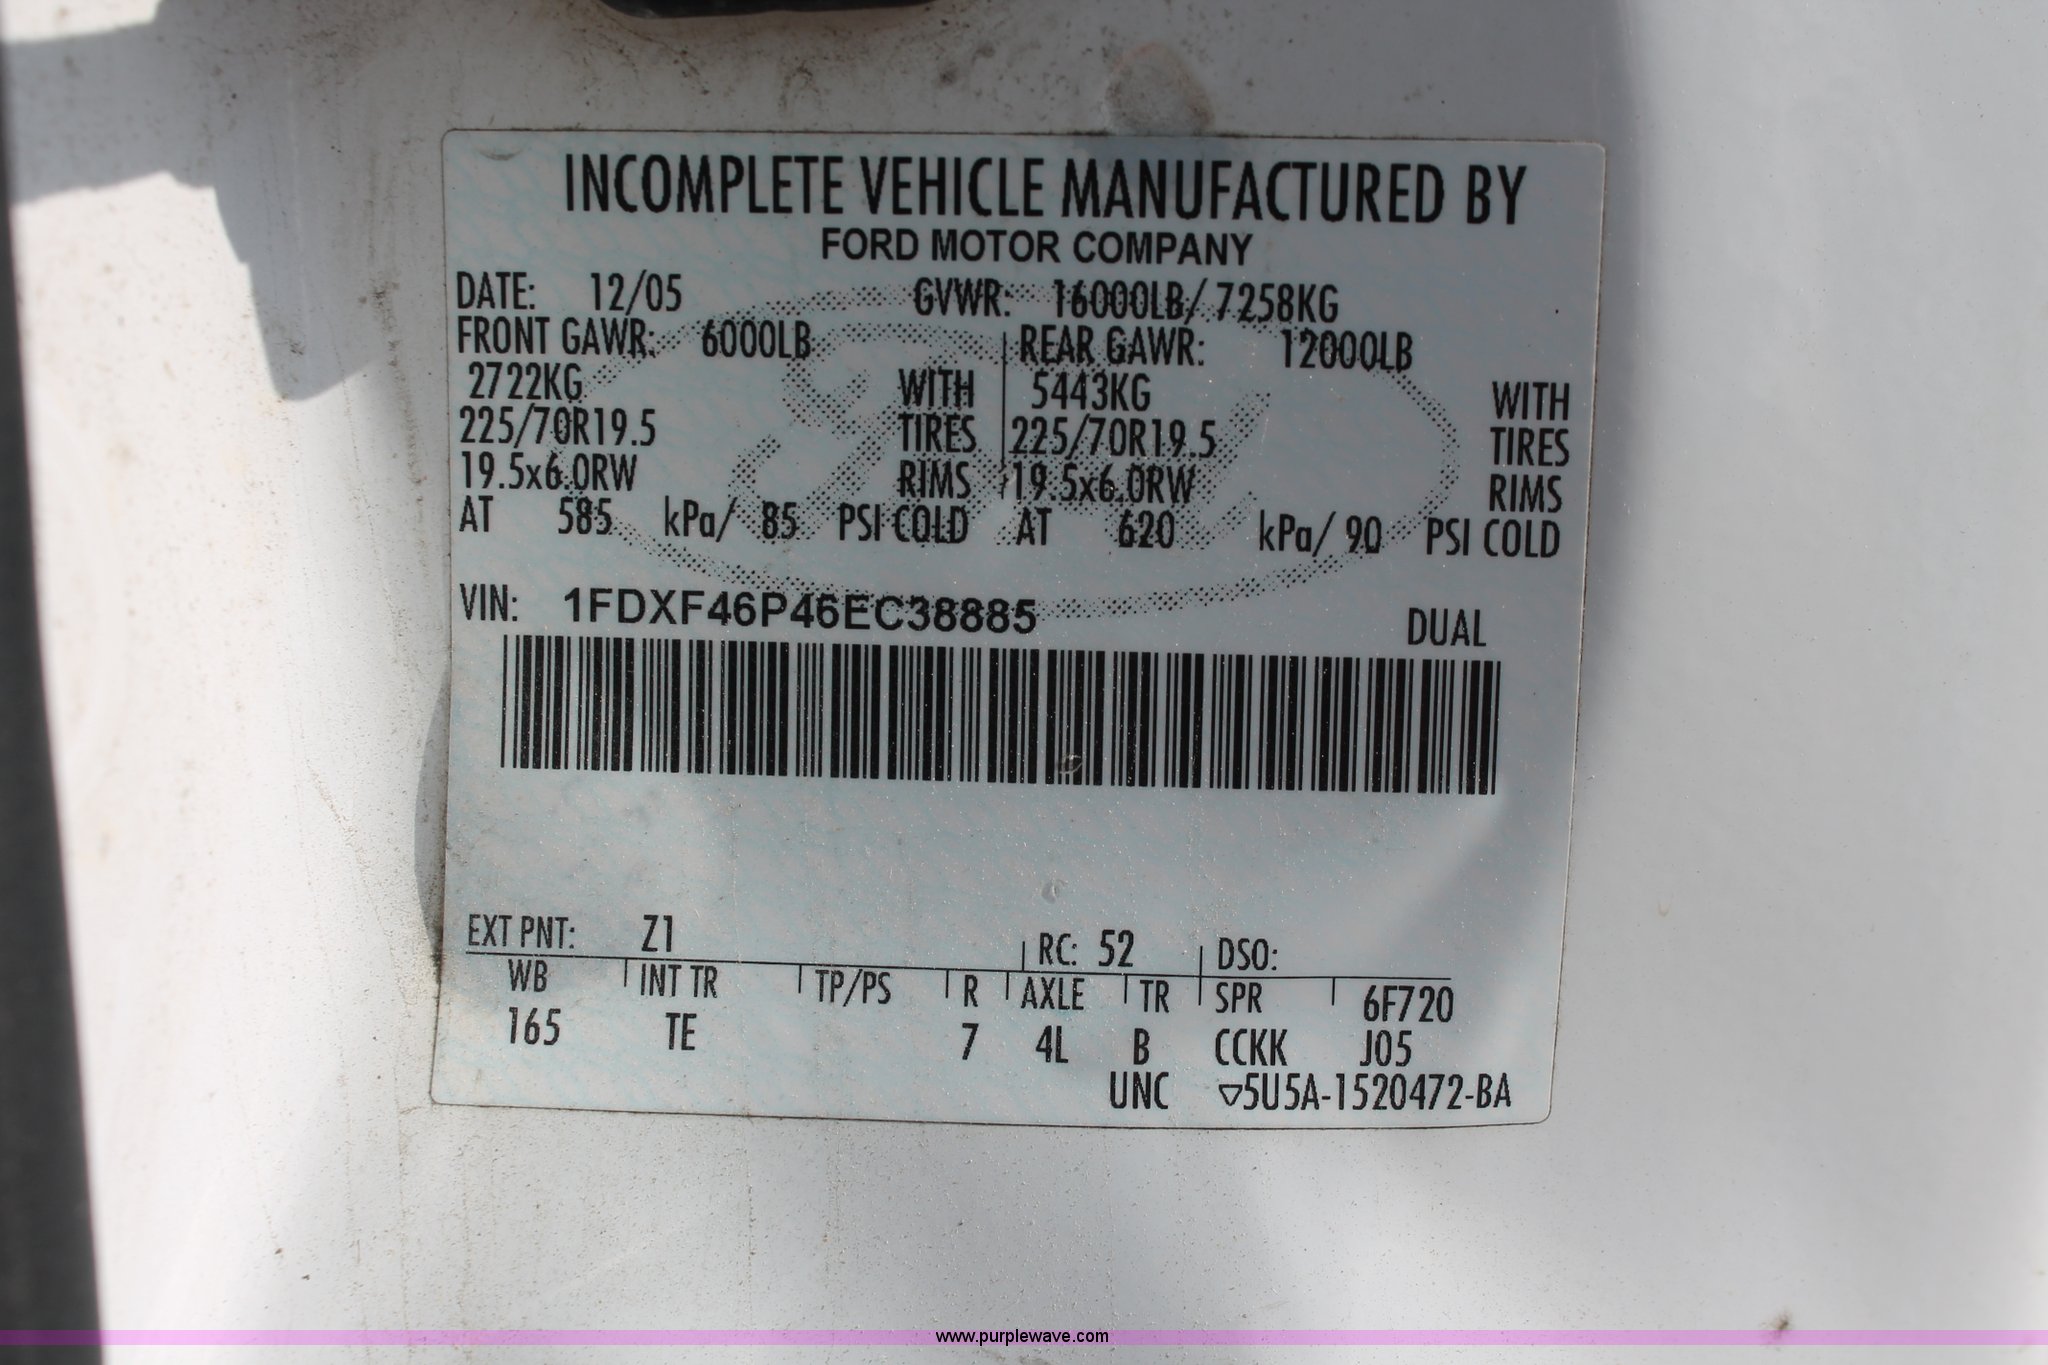 INCOMPLETE VEHICLE MANUFACTURED BY
FORD MOTOR COMPANY
DATE: 12/05 GVWR: 16000LB/ 7258KG
FRONT GAWR: 6000LB REAR GAWR: 12000LB
2722KG WITH 5443KG WITH
225/70R19.5 TIRES 225/70R19.5 TIRES
19.5x6.0RW RIMS 19.5x6.0RW RIMS
AT 585 kPa/ 85 PSI COLD AT 620 kPa/ 90 PSI COLD
VIN: 1FDXF46P46EC38885 DUAL
EXT PNT: Z1 RC: 52 DSO:
WB INT TR TP/PS R AXLE TR SPR 6F720
165 TE 7 4L B CCKK J05
UNC ▽5U5A-1520472-BA
www.purplewave.com